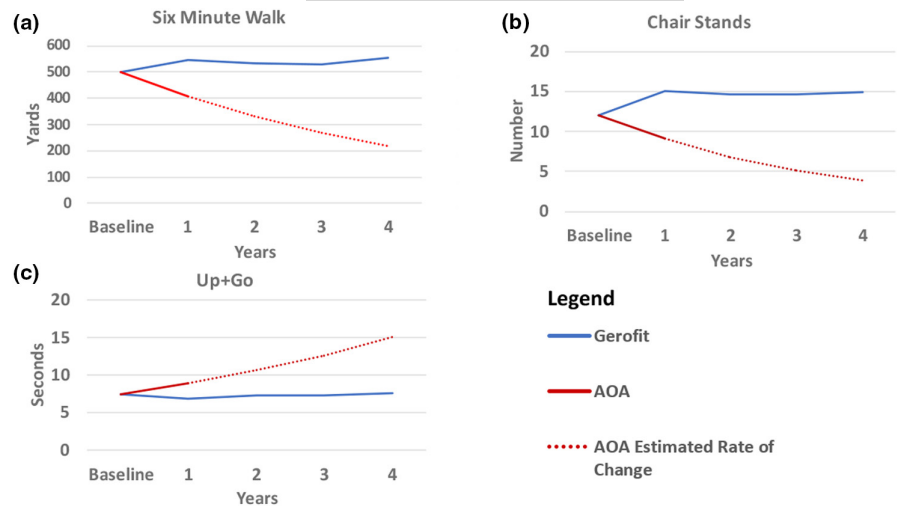 (a)
Six Minute Walk
600
500
400
300
200
100
0
Yards
Baseline 1 2 3 4
Years
(b)
Chair Stands
20
15
10
5
0
Number
Baseline 1 2 3 4
Years
(c)
Up+Go
20
15
10
5
0
Seconds
Baseline 1 2 3 4
Years
Legend
Gerofit
AOA
AOA Estimated Rate of
Change